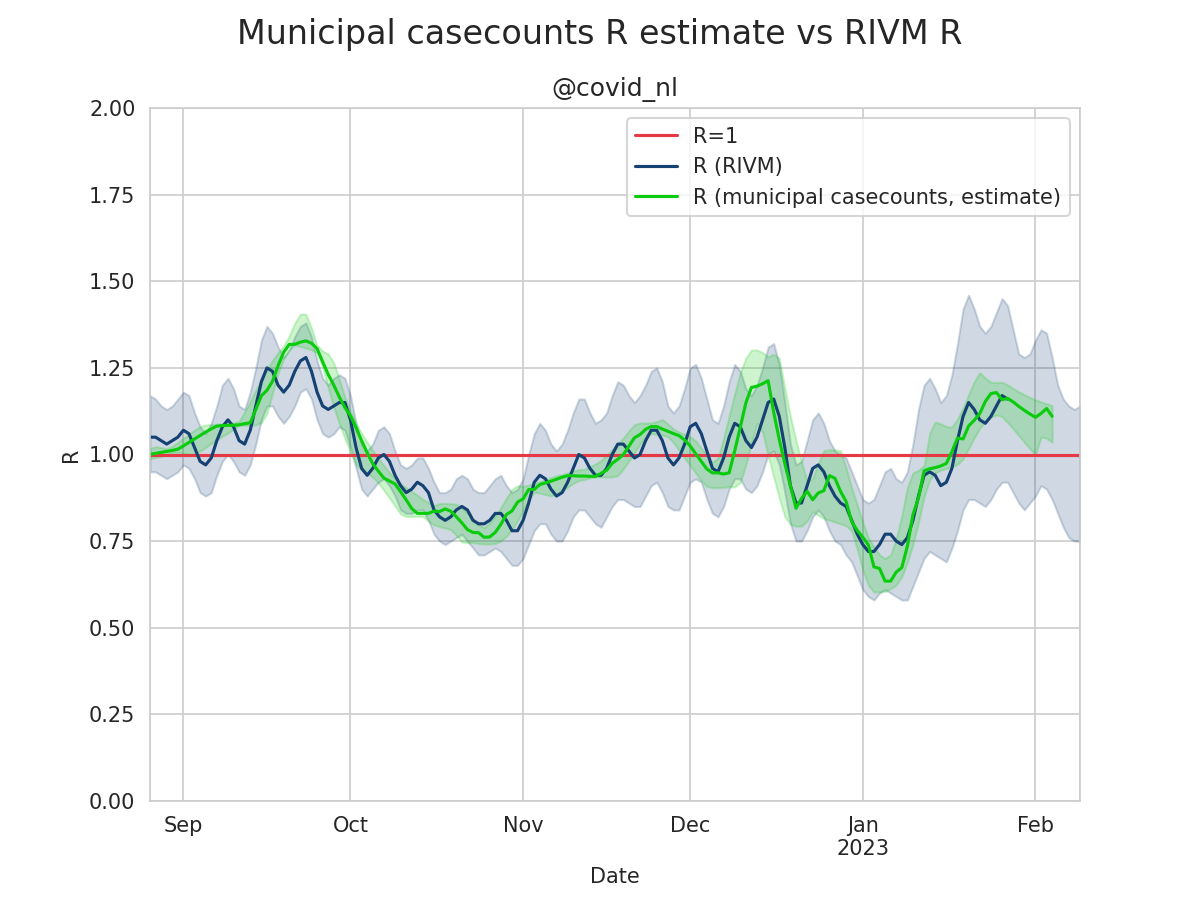 Municipal casecounts R estimate vs RIVM R
@covid_nl
R=1
R (RIVM)
R (municipal casecounts, estimate)
2.00
1.75
1.50
1.25
1.00
0.75
0.50
0.25
0.00
R
Sep Oct Nov Dec Jan Feb
2023
Date